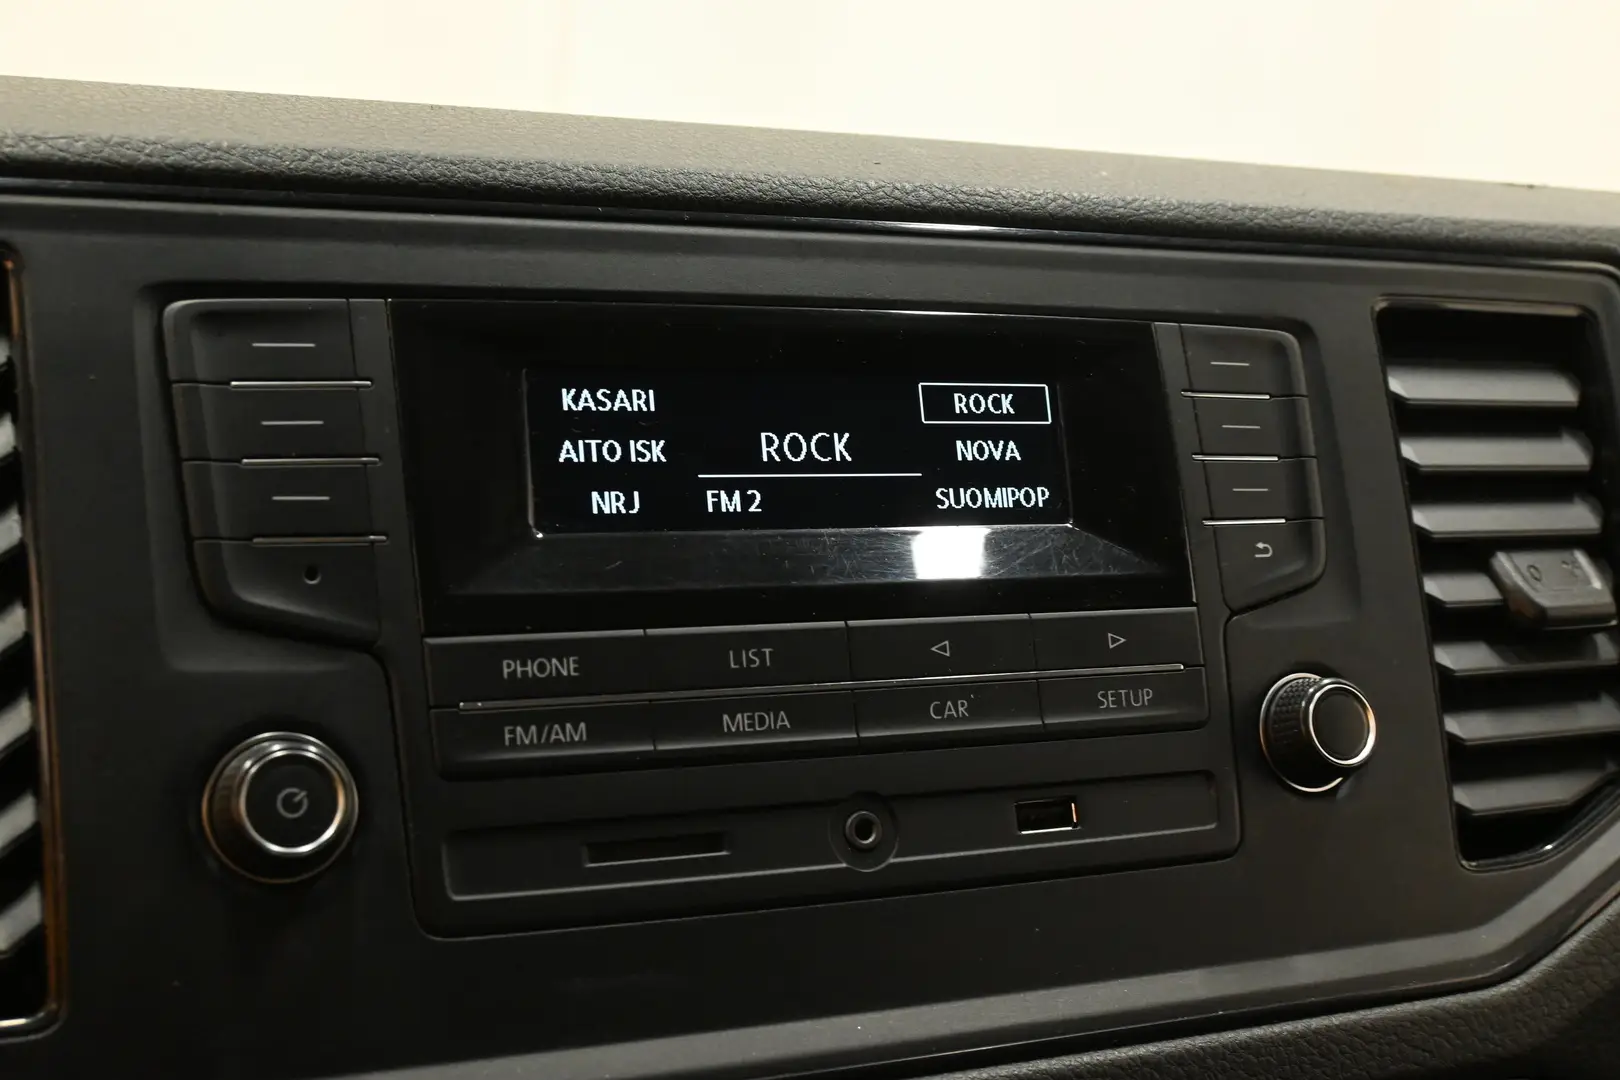 KASARI
AITO ISK
NRJ
ROCK
FM 2
ROCK
NOVA
SUOMIPOP
PHONE
LIST
FM/AM
MEDIA
CAR
SETUP